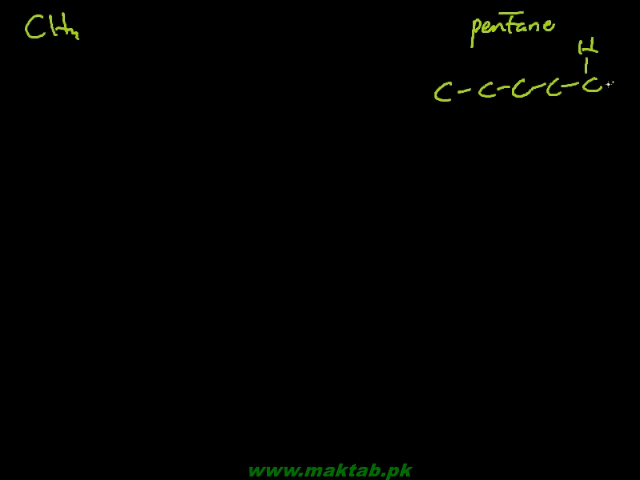 CH4
pentane
H
C - C - C - C - C
www.maktab.pk